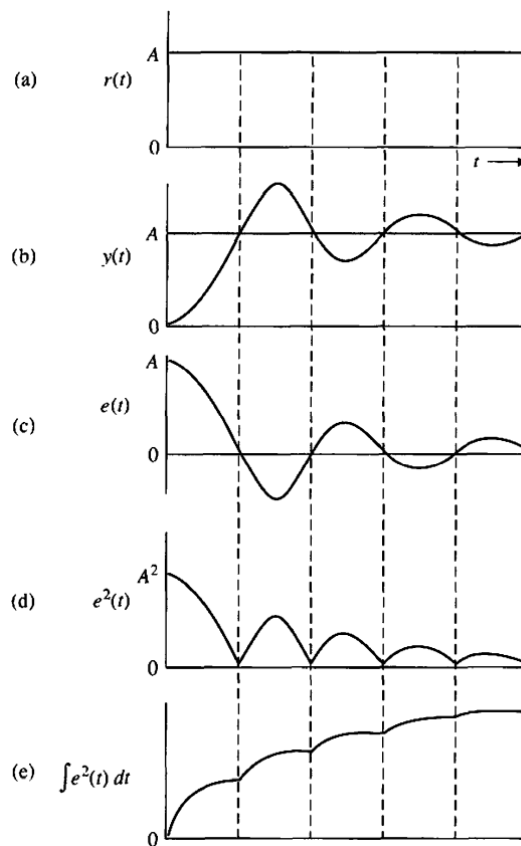 A
(a) r(t)
0
t →
A
(b) y(t)
0
A
e(t)
(c)
0
A²
(d) e²(t)
0
(e) ∫e²(t) dt
0